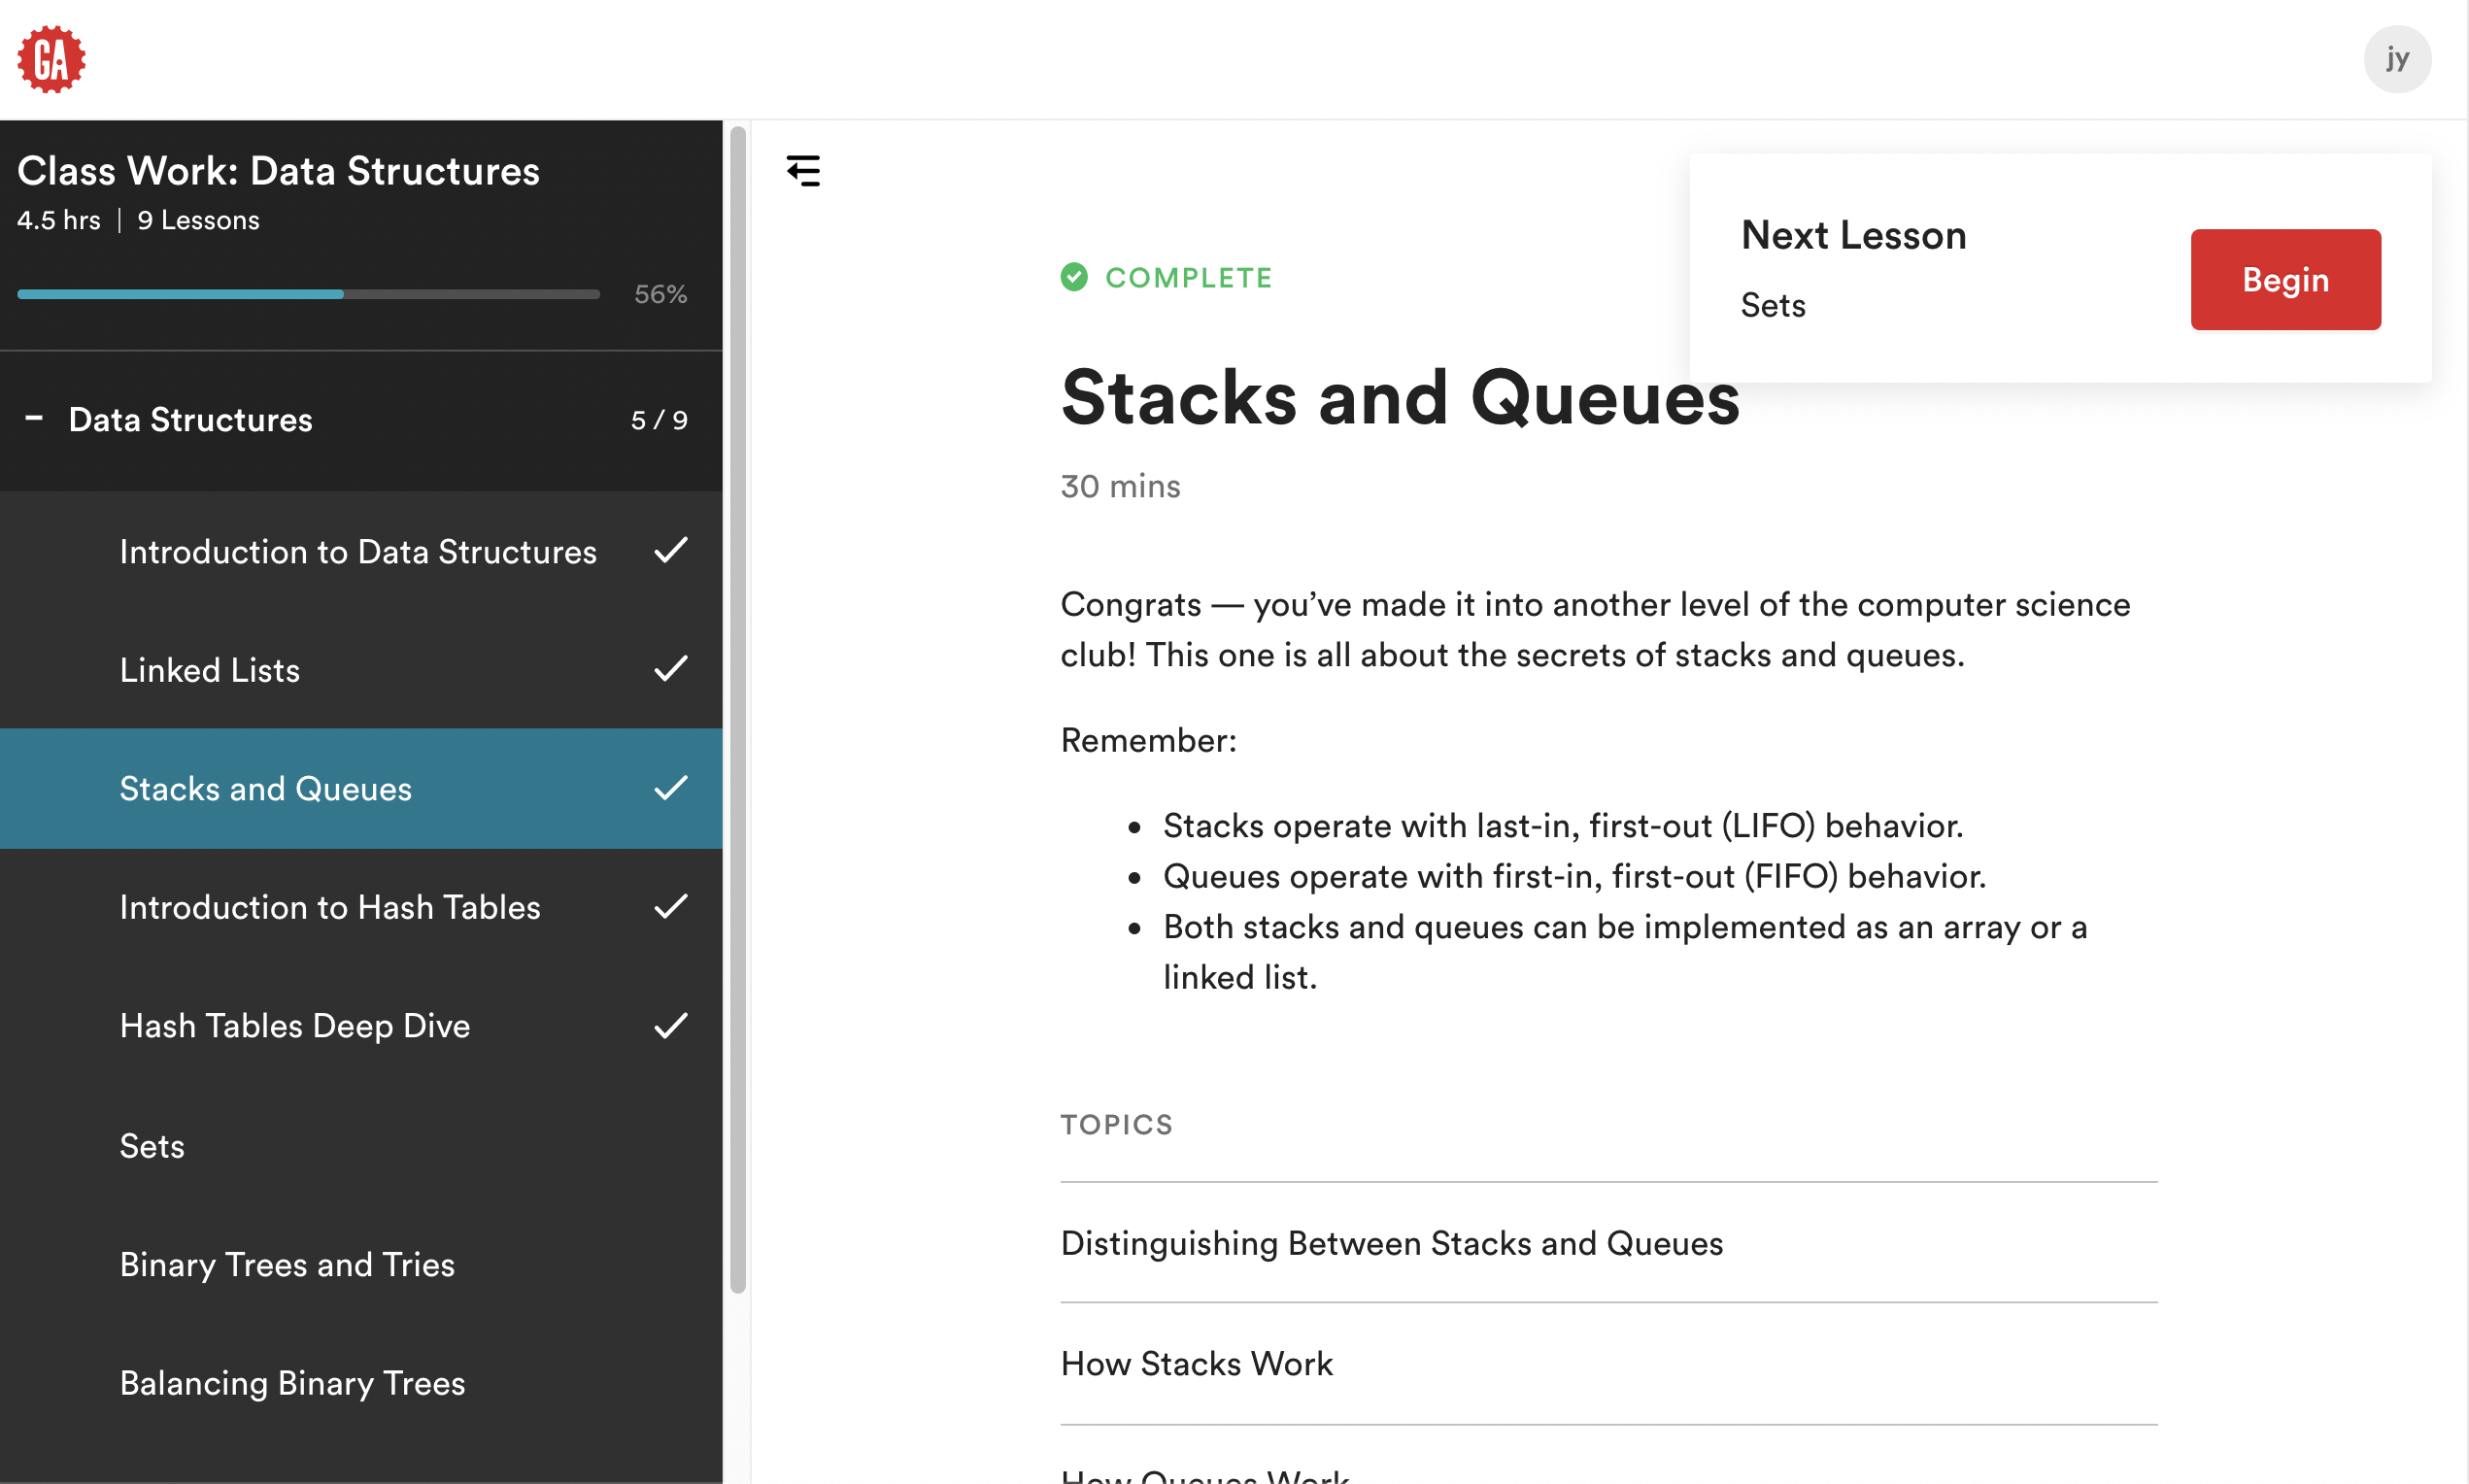 GA
jy
Class Work: Data Structures
4.5 hrs | 9 Lessons
56%
– Data Structures 5 / 9
Introduction to Data Structures
Linked Lists
Stacks and Queues
Introduction to Hash Tables
Hash Tables Deep Dive
Sets
Binary Trees and Tries
Balancing Binary Trees
Next Lesson
Sets
Begin
COMPLETE
Stacks and Queues
30 mins
Congrats — you’ve made it into another level of the computer science
club! This one is all about the secrets of stacks and queues.
Remember:
• Stacks operate with last-in, first-out (LIFO) behavior.
• Queues operate with first-in, first-out (FIFO) behavior.
• Both stacks and queues can be implemented as an array or a
linked list.
TOPICS
Distinguishing Between Stacks and Queues
How Stacks Work
How Queues Work